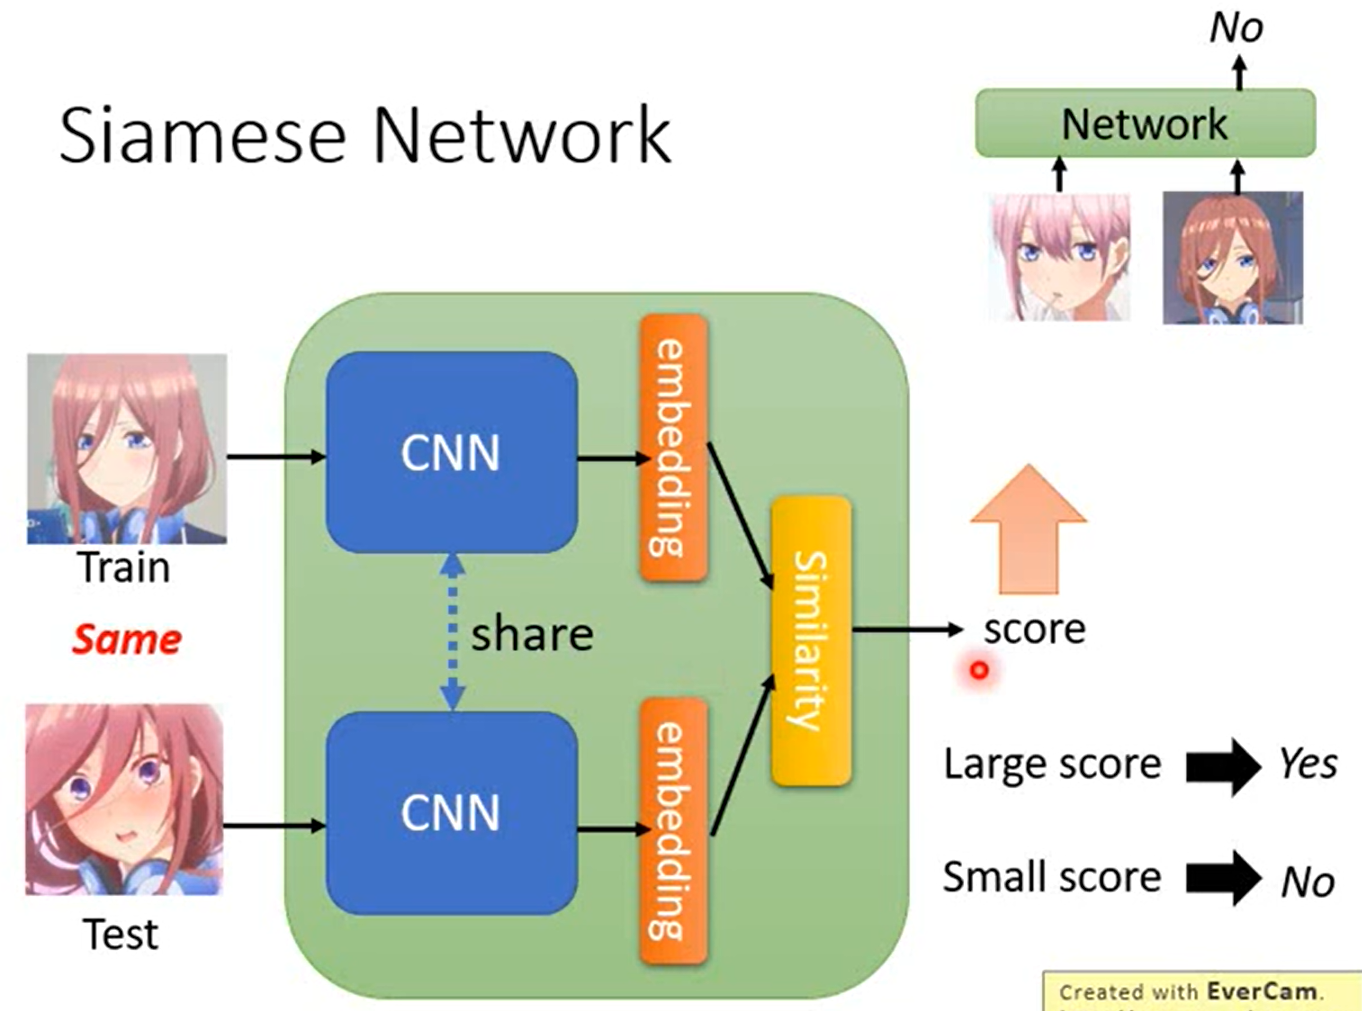 No
Network
Siamese Network
Train
Same
Test
CNN
CNN
share
embedding
embedding
Similarity
score
Large score
Yes
Small score
No
Created with EverCam.